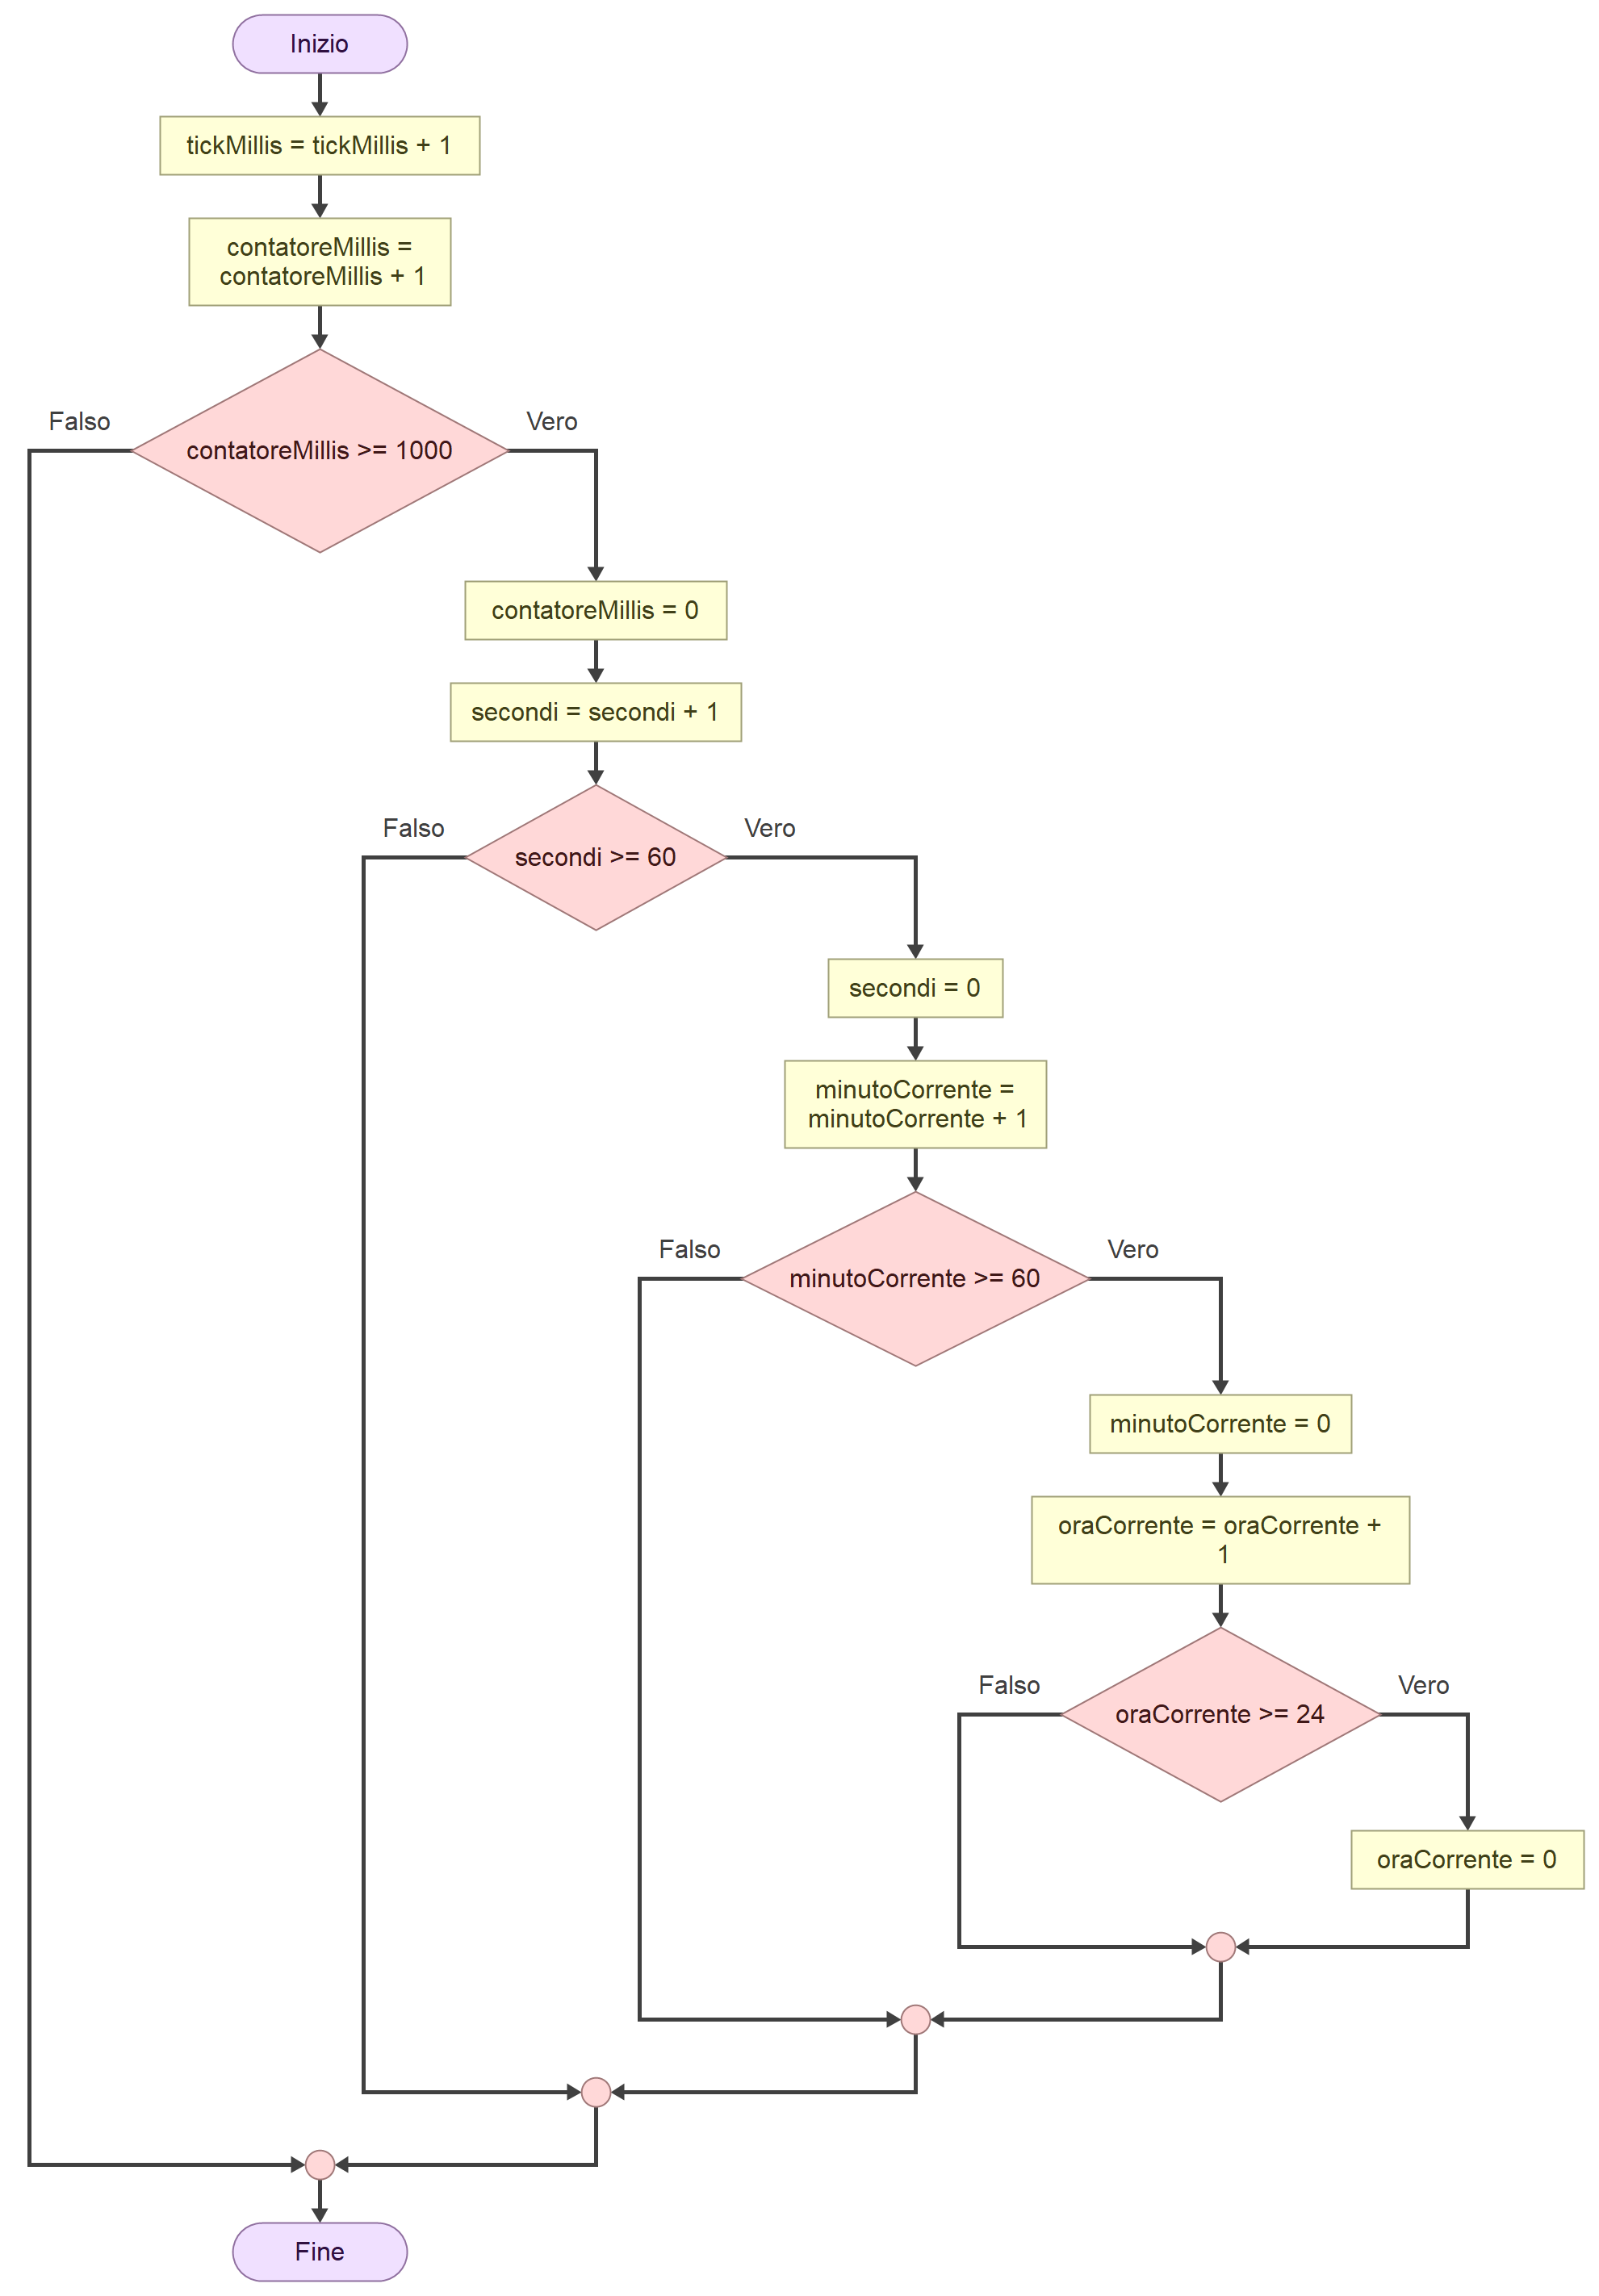 Inizio
tickMillis = tickMillis + 1
contatoreMillis =
contatoreMillis + 1
Falso
Vero
contatoreMillis >= 1000
contatoreMillis = 0
secondi = secondi + 1
Falso
Vero
secondi >= 60
secondi = 0
minutoCorrente =
minutoCorrente + 1
Falso
Vero
minutoCorrente >= 60
minutoCorrente = 0
oraCorrente = oraCorrente +
1
Falso
Vero
oraCorrente >= 24
oraCorrente = 0
Fine